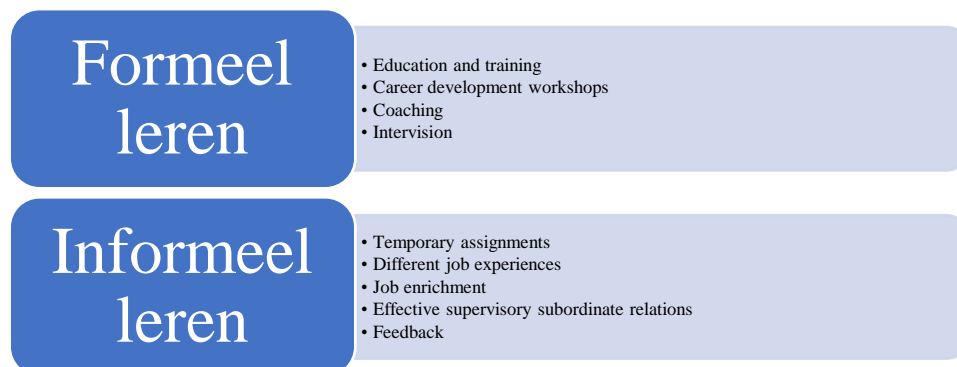 Formeel
leren
• Education and training
• Career development workshops
• Coaching
• Intervision
Informeel
leren
• Temporary assignments
• Different job experiences
• Job enrichment
• Effective supervisory subordinate relations
• Feedback